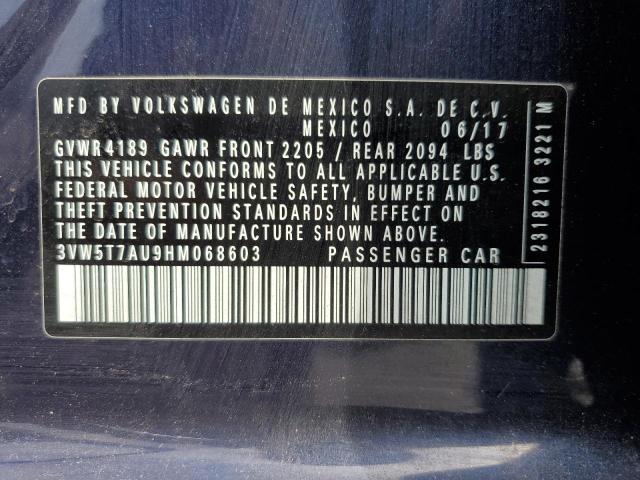 MFD BY VOLKSWAGEN DE MEXICO S.A. DE C.V.
MEXICO 06/17
GVWR4189 GAWR FRONT 2205 / REAR 2094 LBS
THIS VEHICLE CONFORMS TO ALL APPLICABLE U.S.
FEDERAL MOTOR VEHICLE SAFETY, BUMPER AND
THEFT PREVENTION STANDARDS IN EFFECT ON
THE DATE OF MANUFACTURE SHOWN ABOVE.
3VW5T7AU9HM068603 PASSENGER CAR
2318216 3221 M